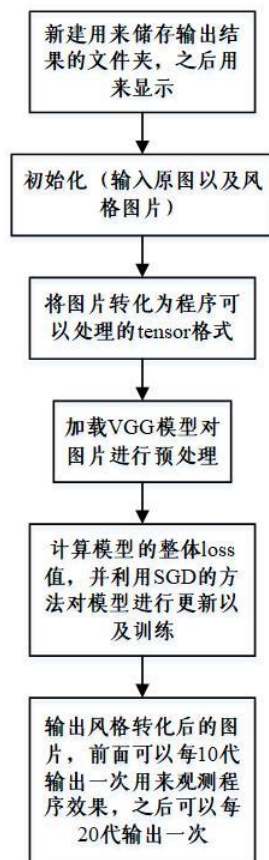 新建用来储存输出结
果的文件夹，之后用
来显示
初始化（输入原图以及风
格图片）
将图片转化为程序可
以处理的tensor格式
加载VGG模型对
图片进行预处理
计算模型的整体loss
值，并利用SGD的方
法对模型进行更新以
及训练
输出风格转化后的图
片，前面可以每10代
输出一次用来观测程
序效果，之后可以每
20代输出一次